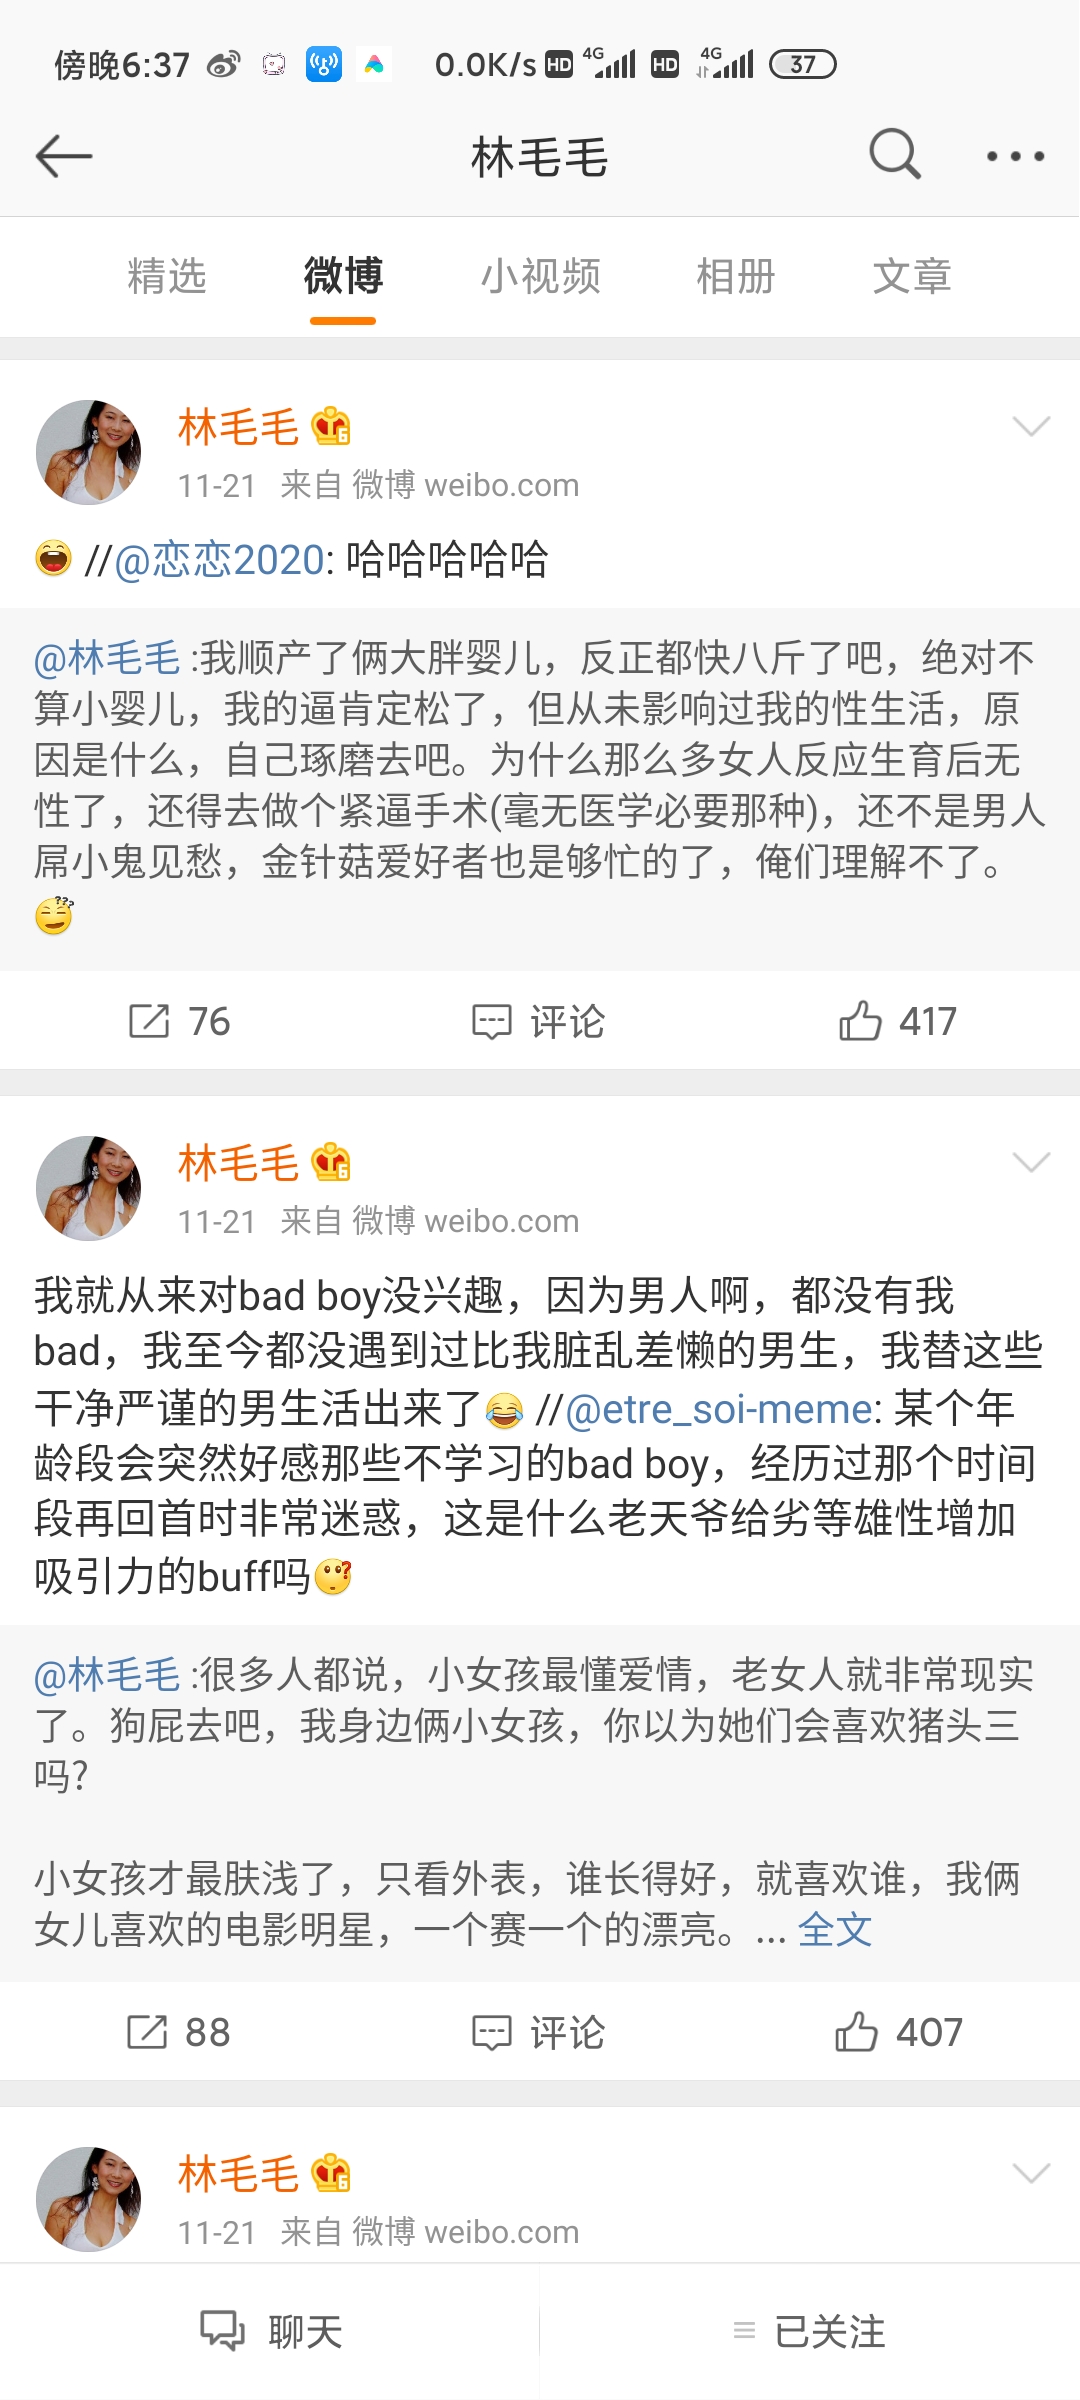 傍晚6:37 0.0K/s HD 4G HD 4G 37
林毛毛
精选 微博 小视频 相册 文章
林毛毛 6
11-21 来自 微博 weibo.com
//@恋恋2020: 哈哈哈哈哈
@林毛毛 :我顺产了俩大胖婴儿，反正都快八斤了吧，绝对不
算小婴儿，我的逼肯定松了，但从未影响过我的性生活，原
因是什么，自己琢磨去吧。为什么那么多女人反应生育后无
性了，还得去做个紧逼手术(毫无医学必要那种)，还不是男人
屌小鬼见愁，金针菇爱好者也是够忙的了，俺们理解不了。
76 评论 417
林毛毛 6
11-21 来自 微博 weibo.com
我就从来对bad boy没兴趣，因为男人啊，都没有我
bad，我至今都没遇到过比我脏乱差懒的男生，我替这些
干净严谨的男生活出来了😂 //@etre_soi-meme: 某个年
龄段会突然好感那些不学习的bad boy，经历过那个时间
段再回首时非常迷惑，这是什么老天爷给劣等雄性增加
吸引力的buff吗
@林毛毛 :很多人都说，小女孩最懂爱情，老女人就非常现实
了。狗屁去吧，我身边俩小女孩，你以为她们会喜欢猪头三
吗?
小女孩才最肤浅了，只看外表，谁长得好，就喜欢谁，我俩
女儿喜欢的电影明星，一个赛一个的漂亮。... 全文
88 评论 407
林毛毛 6
11-21 来自 微博 weibo.com
聊天 已关注